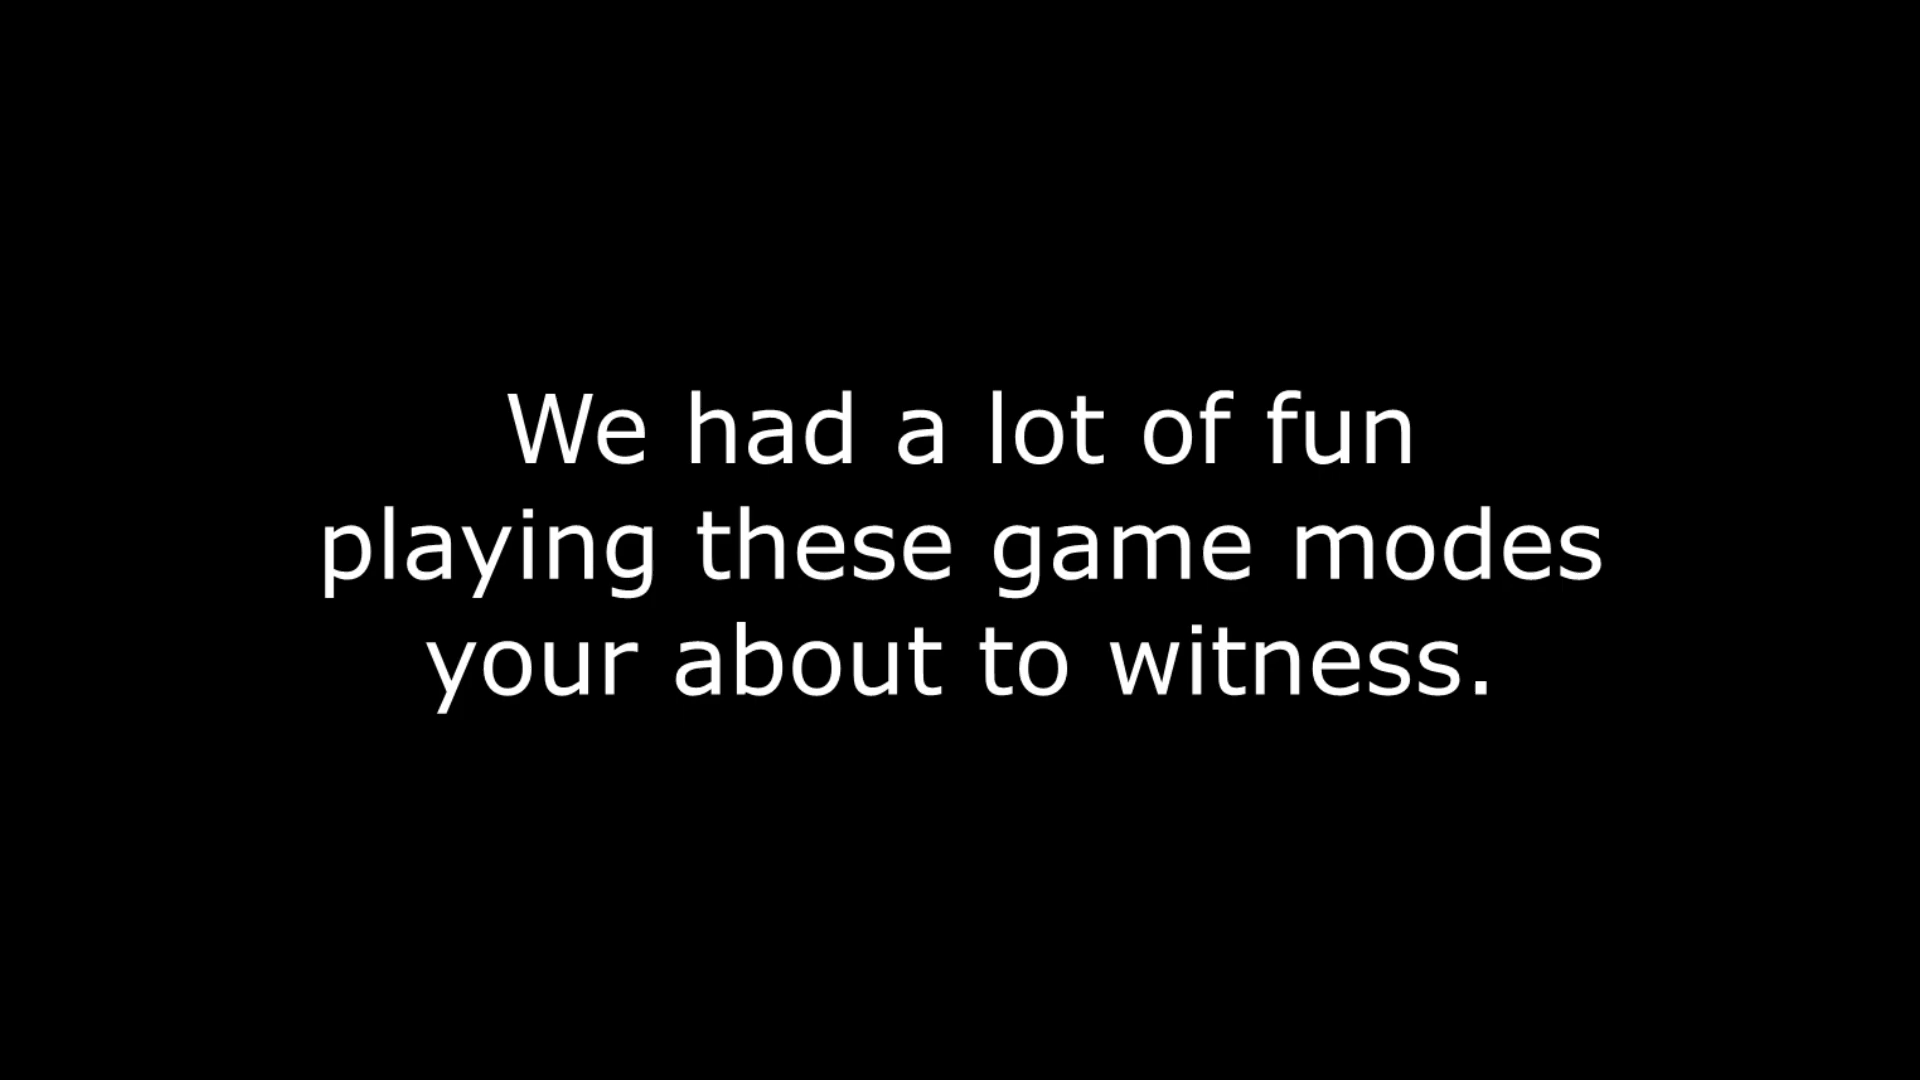 We had a lot of fun
playing these game modes
your about to witness.